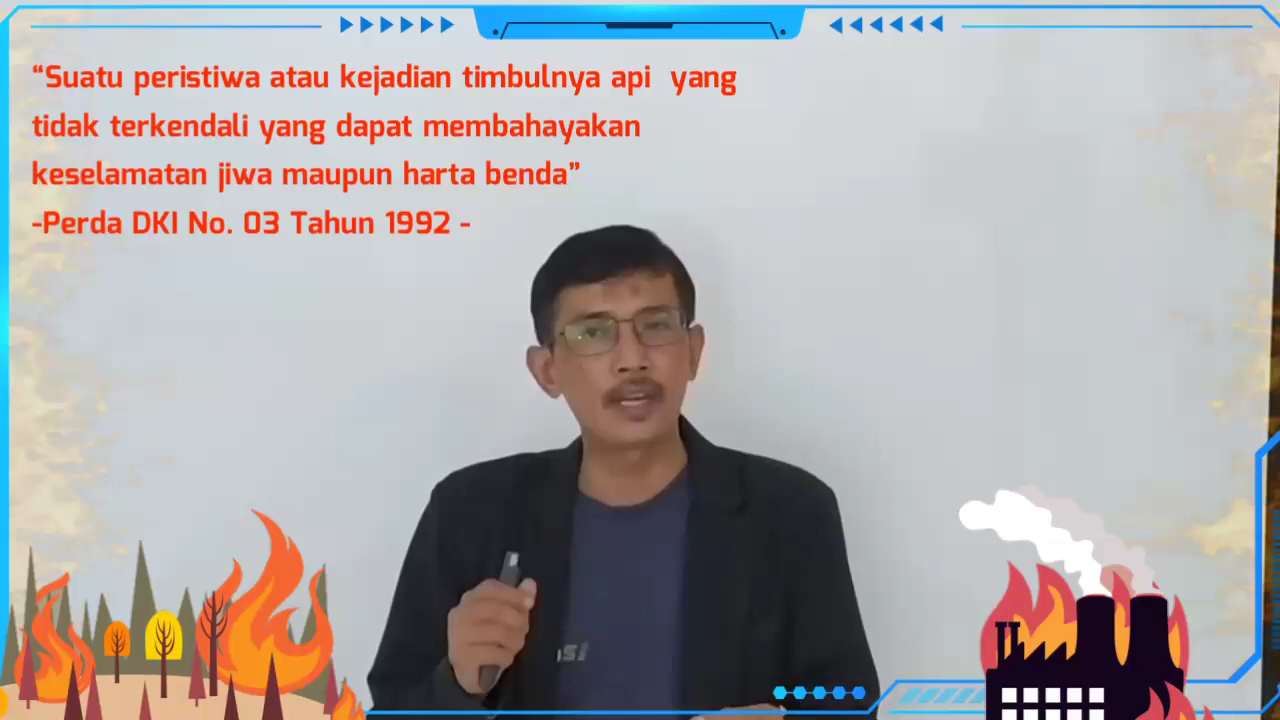 “Suatu peristiwa atau kejadian timbulnya api yang
tidak terkendali yang dapat membahayakan
keselamatan jiwa maupun harta benda”
-Perda DKI No. 03 Tahun 1992 -